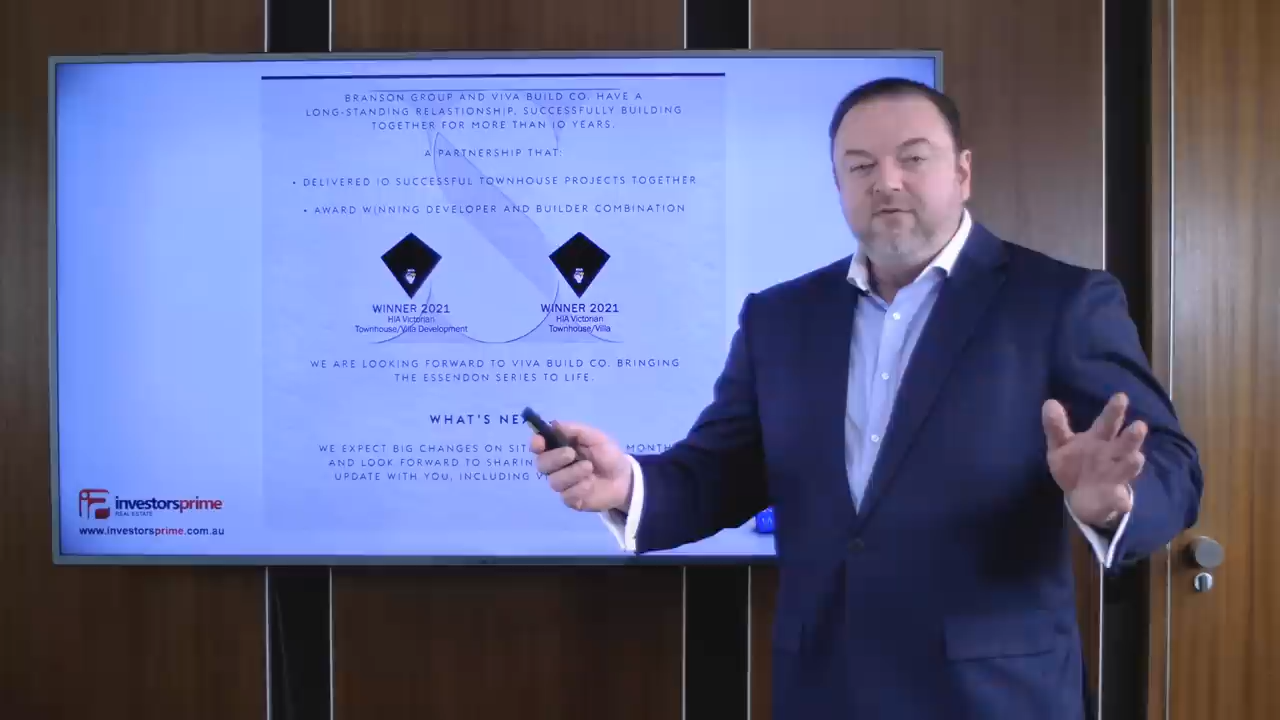 BRANSON GROUP AND VIVA BUILD CO. HAVE A
LONG-STANDING RELASTIONSHIP, SUCCESSFULLY BUILDING
TOGETHER FOR MORE THAN 10 YEARS.
A PARTNERSHIP THAT:
• DELIVERED 10 SUCCESSFUL TOWNHOUSE PROJECTS TOGETHER
• AWARD WINNING DEVELOPER AND BUILDER COMBINATION
WINNER 2021
HIA Victorian
Townhouse/Villa Development
WINNER 2021
HIA Victorian
Townhouse/Villa
WE ARE LOOKING FORWARD TO VIVA BUILD CO. BRINGING
THE ESSENDON SERIES TO LIFE.
WHAT'S
WE EXPECT BIG CHANGES ON
AND LOOK FORWARD TO
UPDATE WITH YOU, INCLUDING
investorsprime
REAL ESTATE
www.investorsprime.com.au